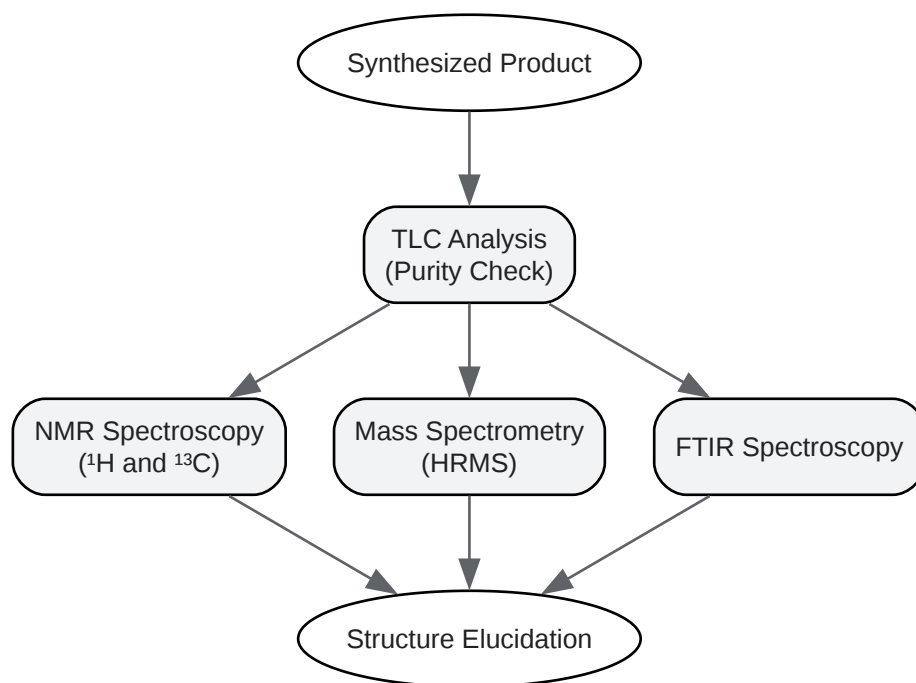 Synthesized Product
TLC Analysis
(Purity Check)
NMR Spectroscopy
(¹H and ¹³C)
Mass Spectrometry
(HRMS)
FTIR Spectroscopy
Structure Elucidation